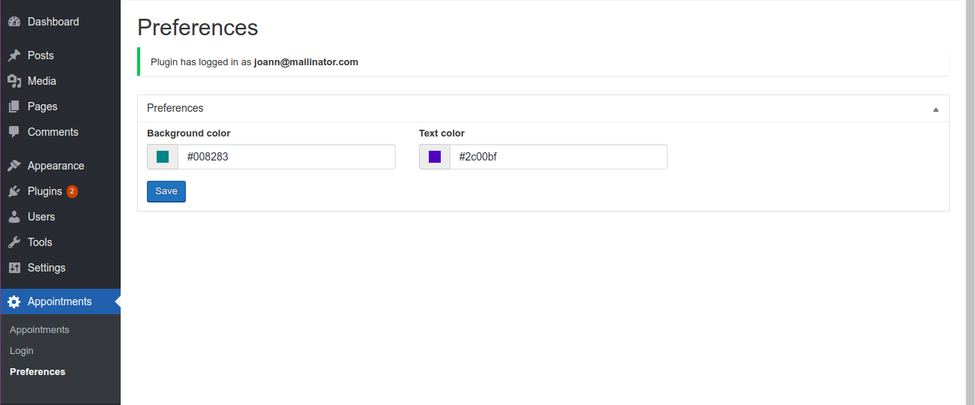 Dashboard
Posts
Media
Pages
Comments
Appearance
Plugins 2
Users
Tools
Settings
Appointments
Appointments
Login
Preferences
Preferences
Plugin has logged in as joann@mailinator.com
Preferences
Background color Text color
#008283 #2c00bf
Save